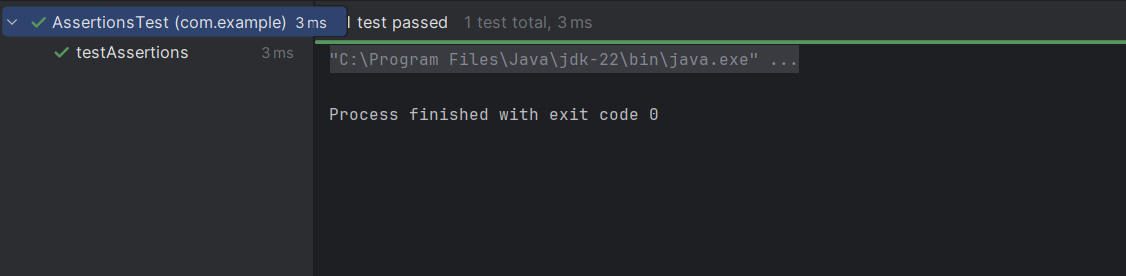 AssertionsTest (com.example) 3 ms
test passed 1 test total, 3 ms
testAssertions 3 ms
"C:\Program Files\Java\jdk-22\bin\java.exe" ...
Process finished with exit code 0